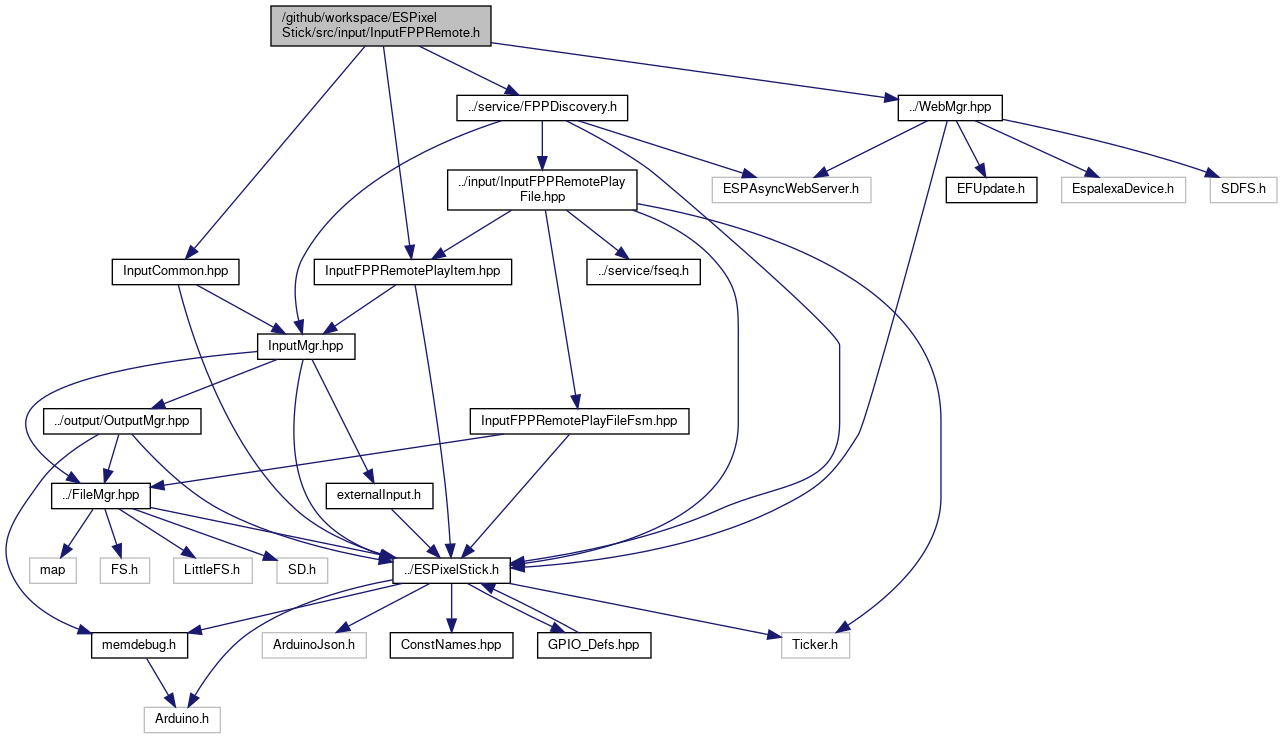 /github/workspace/ESPixel
Stick/src/input/InputFPPRemote.h
../service/FPPDiscovery.h
../WebMgr.hpp
../input/InputFPPRemotePlay
File.hpp
ESPAsyncWebServer.h
EFUpdate.h
EspalexaDevice.h
SDFS.h
InputCommon.hpp
InputFPPRemotePlayItem.hpp
../service/fseq.h
InputMgr.hpp
../output/OutputMgr.hpp
InputFPPRemotePlayFileFsm.hpp
../FileMgr.hpp
externalInput.h
map
FS.h
LittleFS.h
SD.h
../ESPixelStick.h
memdebug.h
ArduinoJson.h
ConstNames.hpp
GPIO_Defs.hpp
Ticker.h
Arduino.h